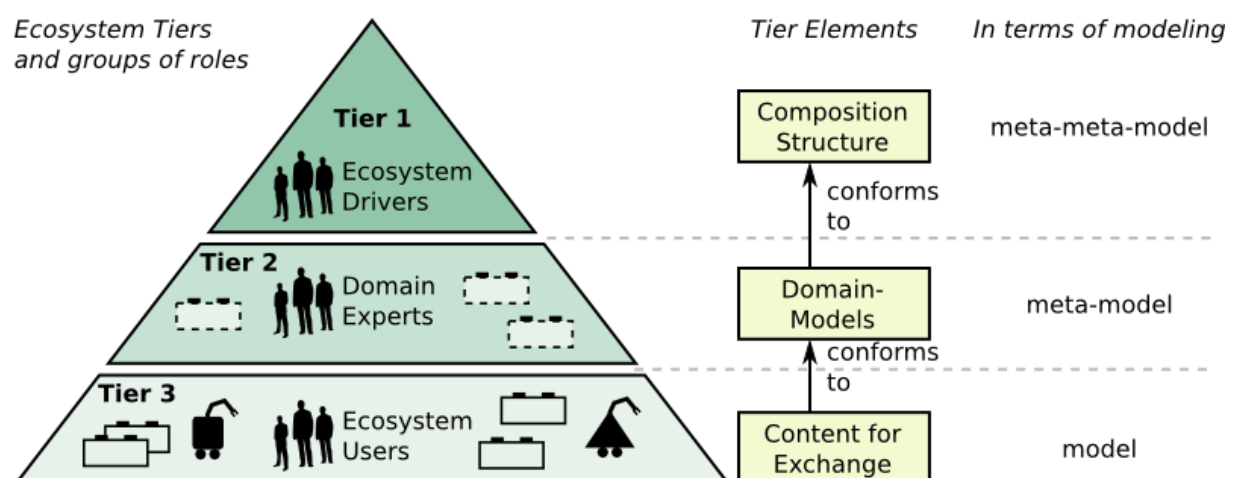 Ecosystem Tiers
and groups of roles
Tier Elements
In terms of modeling
Tier 1
Ecosystem
Drivers
Composition
Structure
meta-meta-model
conforms
to
Tier 2
Domain
Experts
Domain-
Models
meta-model
conforms
to
Tier 3
Ecosystem
Users
Content for
Exchange
model